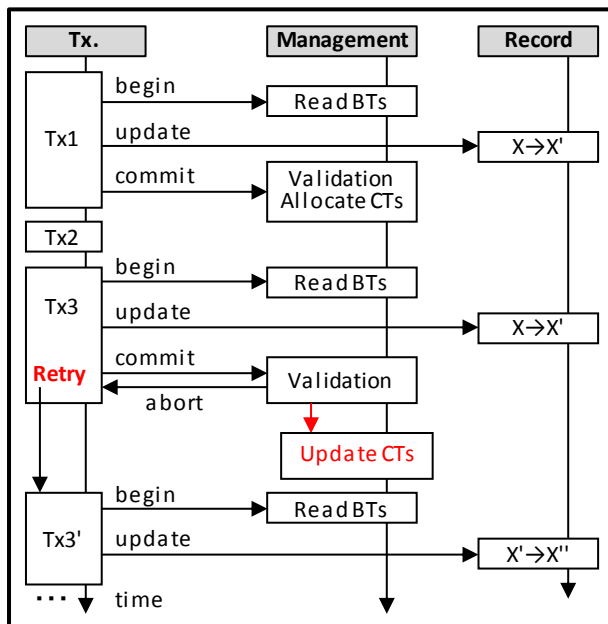 Tx. Management Record
begin
Read BTs
Tx1
update
X→X'
commit
Validation
Allocate CTs
Tx2
begin
Read BTs
Tx3
update
X→X'
commit
Retry
Validation
abort
Update CTs
begin
Read BTs
Tx3'
update
X'→X''
... time